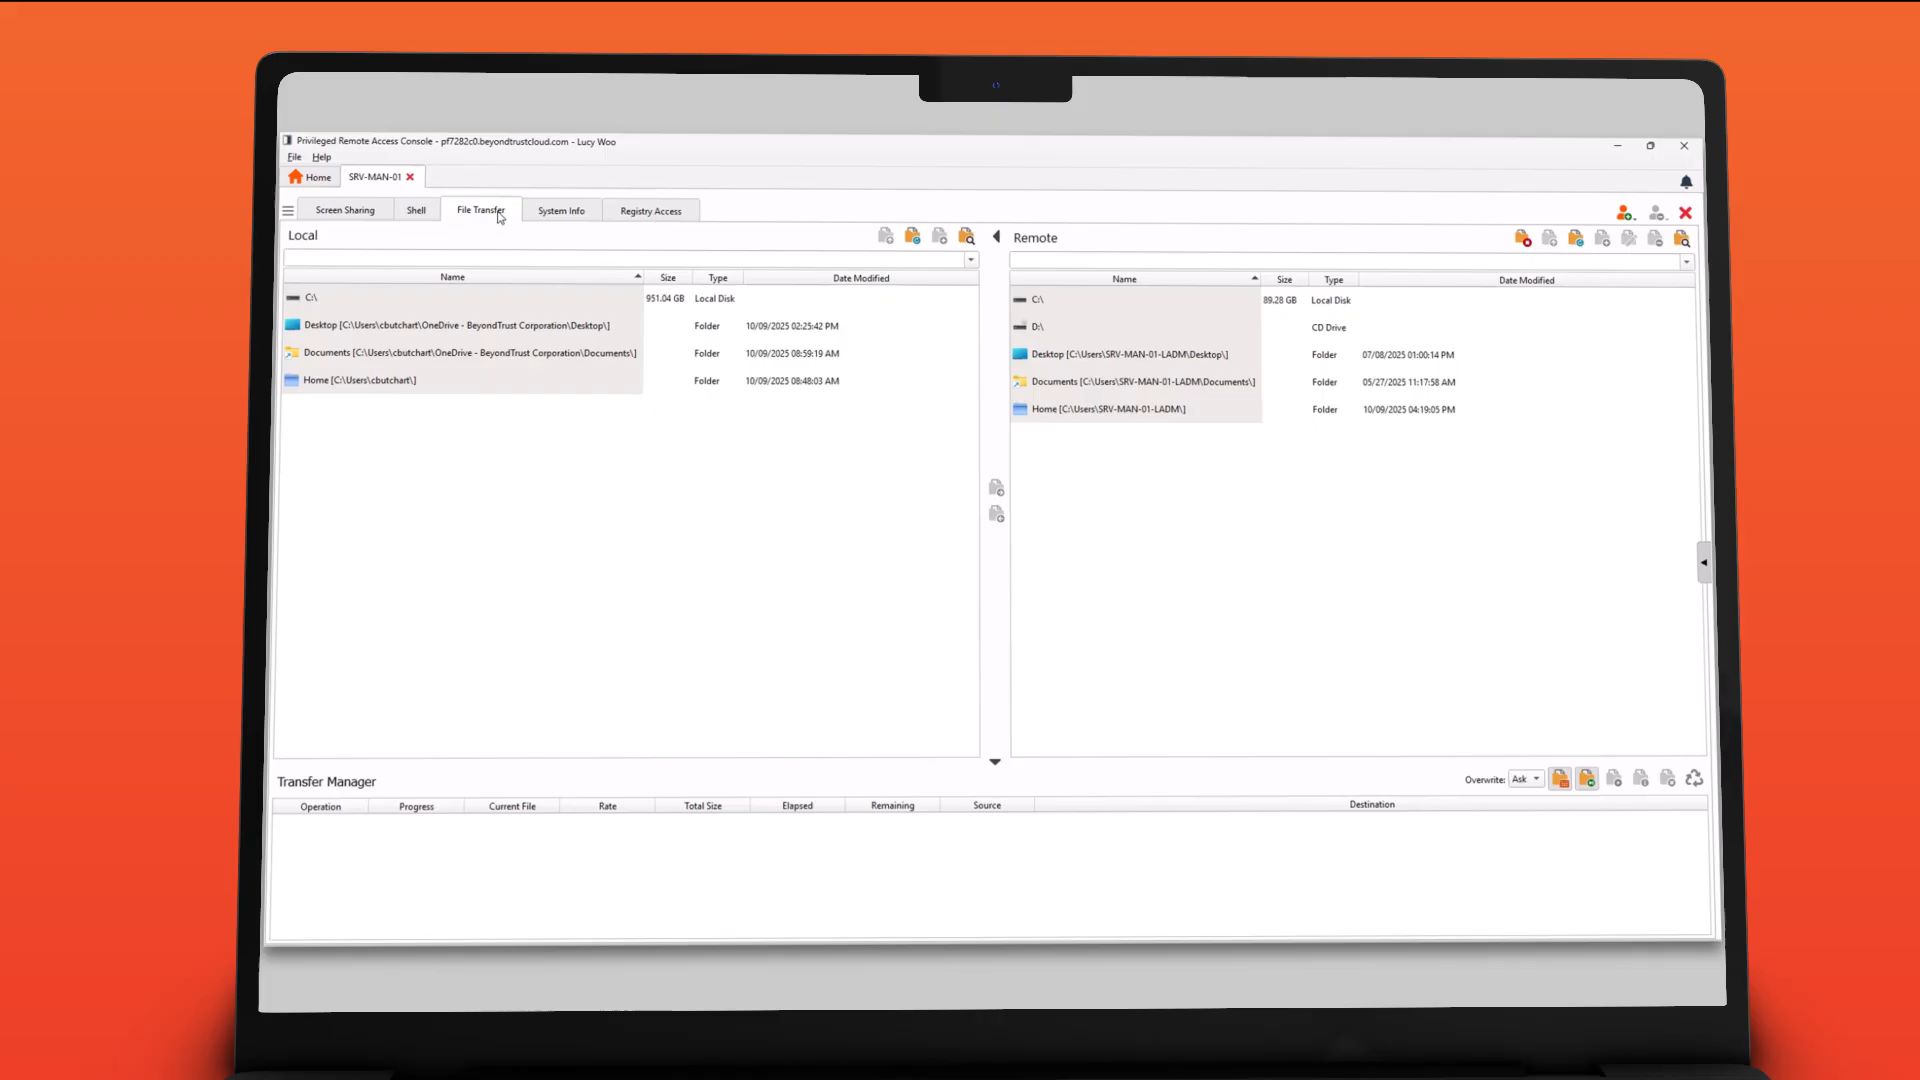 Privileged Remote Access Console - pf7282c0.beyondtrustcloud.com - Lucy Woo
File Help
Home SRV-MAN-01
Screen Sharing Shell File Transfer System Info Registry Access
Local
Name Size Type Date Modified
C:\ 951.04 GB Local Disk
Desktop [C:\Users\cbutchart\OneDrive - BeyondTrust Corporation\Desktop\] Folder 10/09/2025 02:25:42 PM
Documents [C:\Users\cbutchart\OneDrive - BeyondTrust Corporation\Documents\] Folder 10/09/2025 08:59:19 AM
Home [C:\Users\cbutchart\] Folder 10/09/2025 08:48:03 AM
Remote
Name Size Type Date Modified
C:\ 89.28 GB Local Disk
D:\ CD Drive
Desktop [C:\Users\SRV-MAN-01-LADM\Desktop\] Folder 07/08/2025 01:00:14 PM
Documents [C:\Users\SRV-MAN-01-LADM\Documents\] Folder 05/27/2025 11:17:58 AM
Home [C:\Users\SRV-MAN-01-LADM\] Folder 10/09/2025 04:19:05 PM
Transfer Manager
Overwrite: Ask
Operation Progress Current File Rate Total Size Elapsed Remaining Source Destination